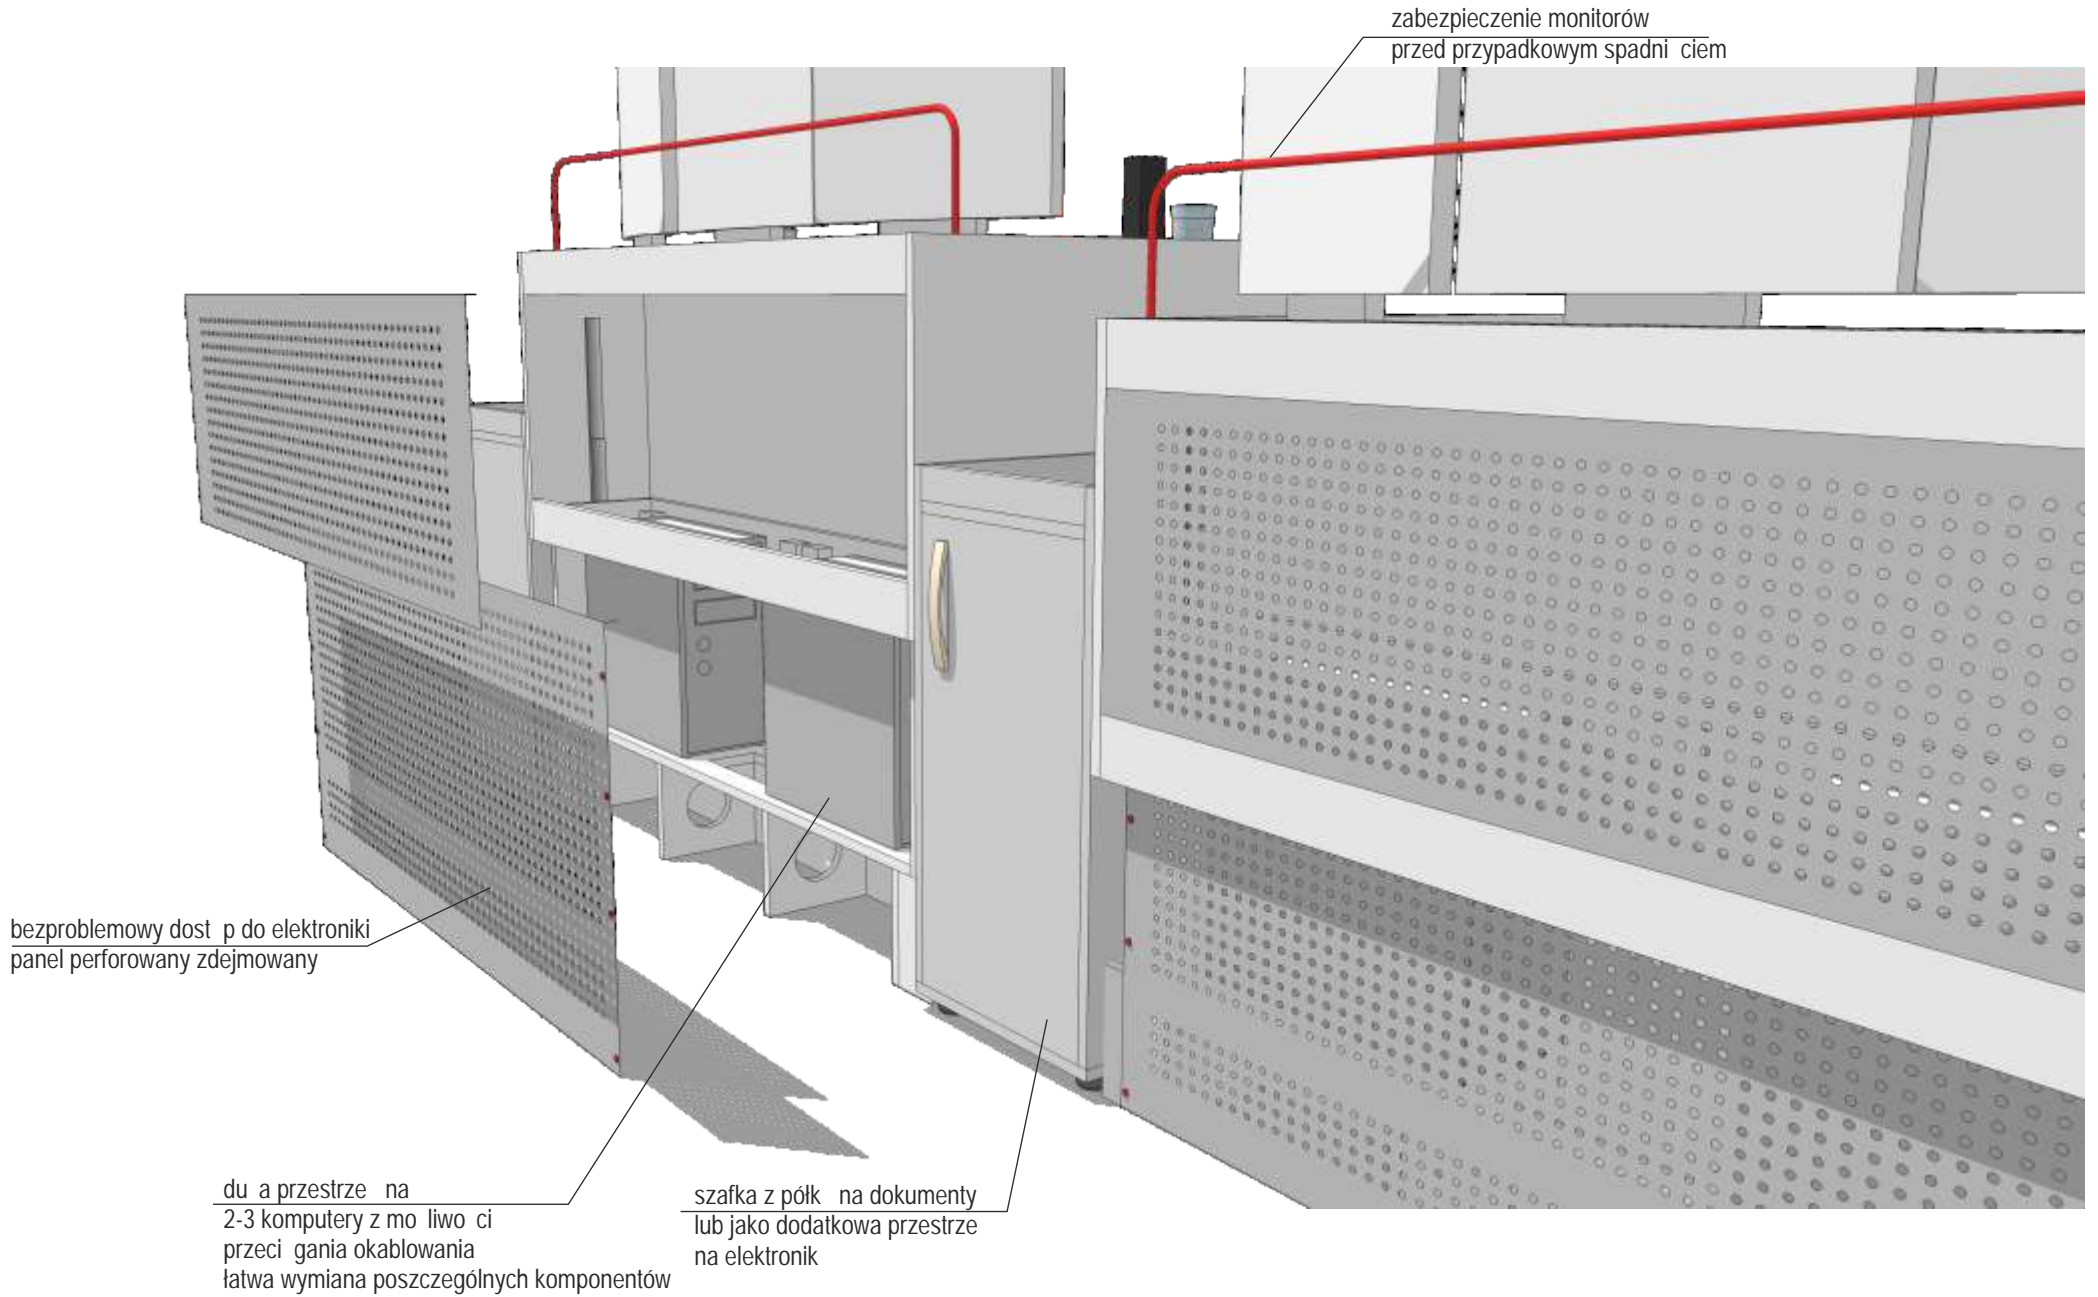 zabezpieczenie monitorów
przed przypadkowym spadni ciem
bezproblemowy dost p do elektroniki
panel perforowany zdejmowany
du a przestrze na
2-3 komputery z mo liwo ci
przeci gania okablowania
łatwa wymiana poszczególnych komponentów
szafka z półk na dokumenty
lub jako dodatkowa przestrze
na elektronik